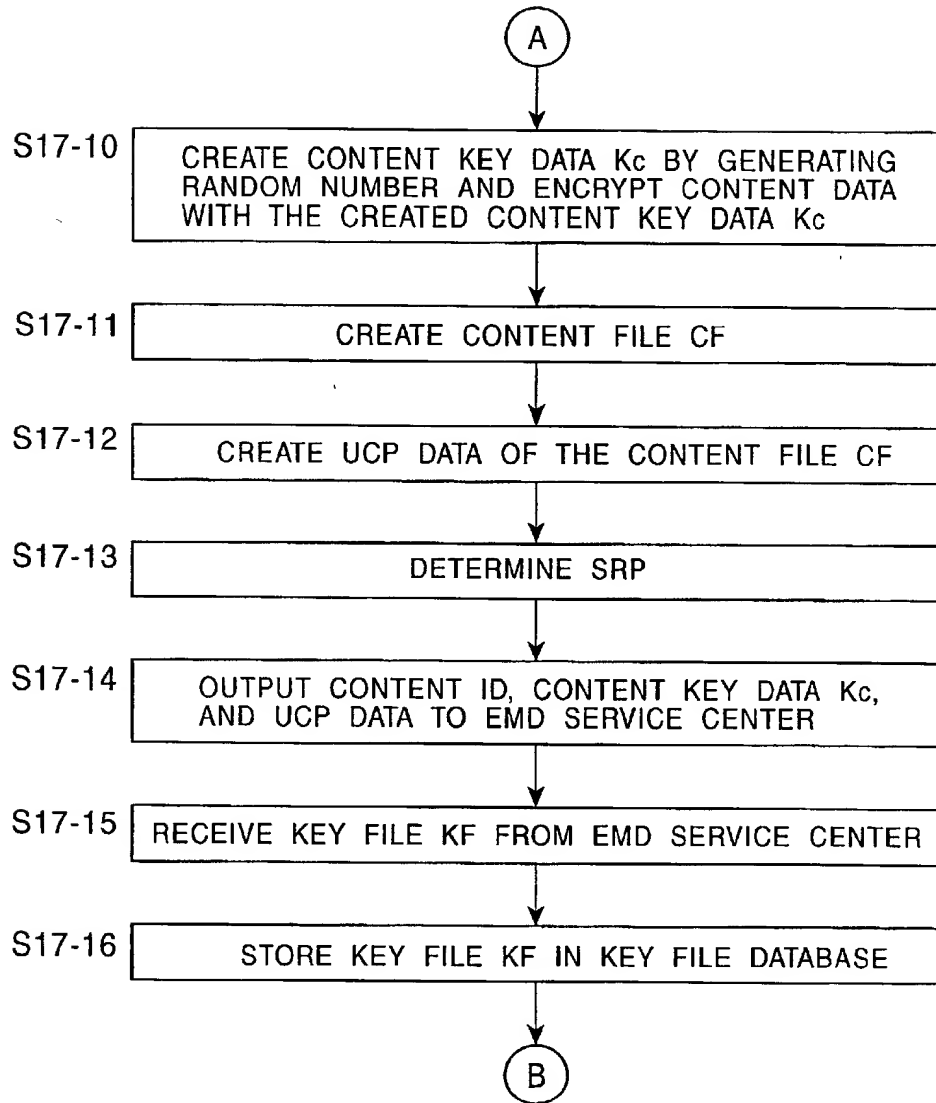 A
S17-10
CREATE CONTENT KEY DATA Kc BY GENERATING
RANDOM NUMBER AND ENCRYPT CONTENT DATA
WITH THE CREATED CONTENT KEY DATA Kc
S17-11
CREATE CONTENT FILE CF
S17-12
CREATE UCP DATA OF THE CONTENT FILE CF
S17-13
DETERMINE SRP
S17-14
OUTPUT CONTENT ID, CONTENT KEY DATA Kc,
AND UCP DATA TO EMD SERVICE CENTER
S17-15
RECEIVE KEY FILE KF FROM EMD SERVICE CENTER
S17-16
STORE KEY FILE KF IN KEY FILE DATABASE
B